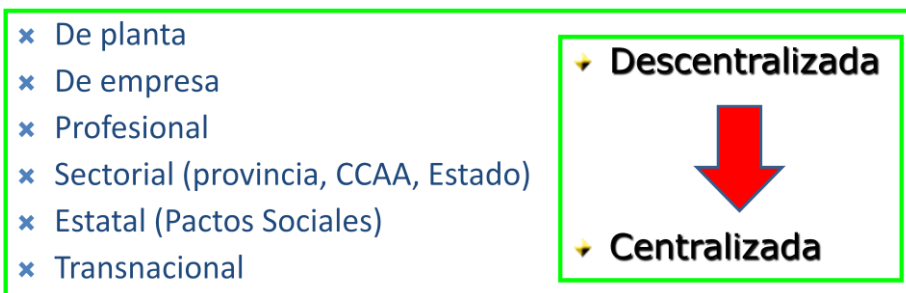 De planta
De empresa
Profesional
Sectorial (provincia, CCAA, Estado)
Estatal (Pactos Sociales)
Transnacional
Descentralizada
Centralizada